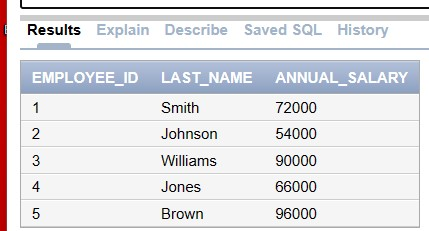 Results Explain Describe Saved SQL History
EMPLOYEE_ID LAST_NAME ANNUAL_SALARY
1 Smith 72000
2 Johnson 54000
3 Williams 90000
4 Jones 66000
5 Brown 96000